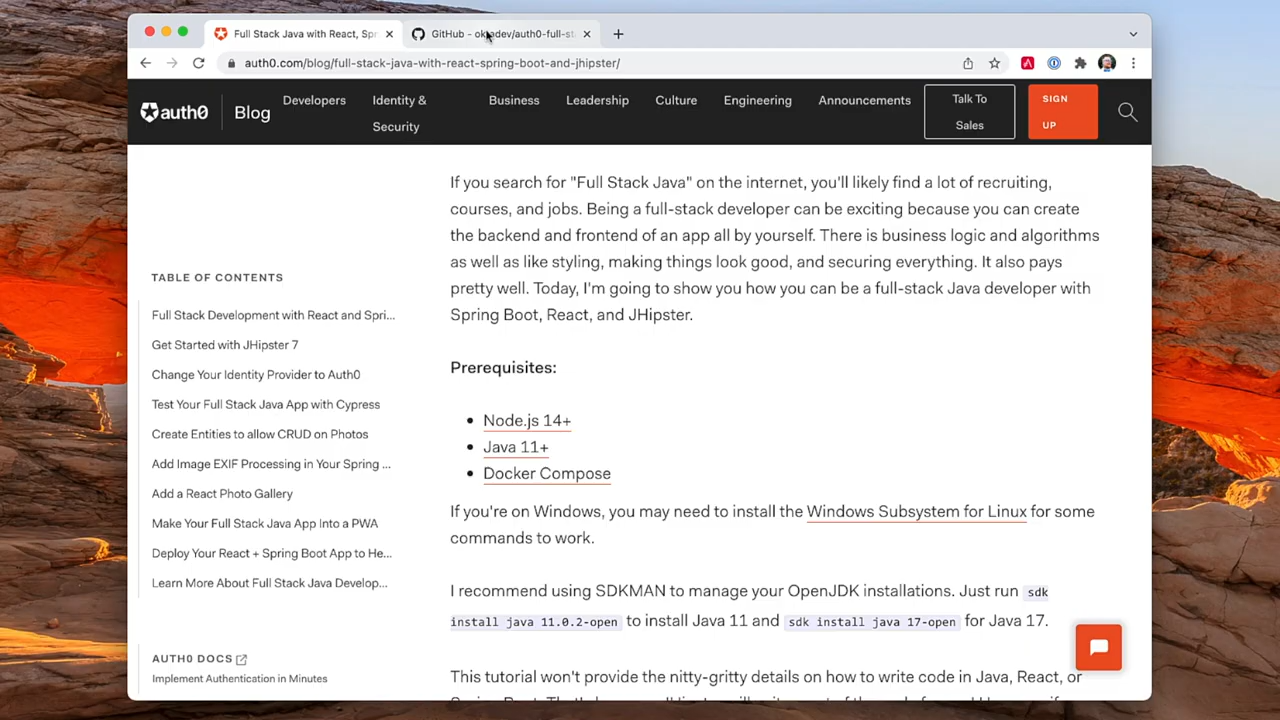 Full Stack Java with React, Spr
GitHub - oktadev/auth0-full-st
auth0.com/blog/full-stack-java-with-react-spring-boot-and-jhipster/
auth0
Blog
Developers
Identity &
Security
Business
Leadership
Culture
Engineering
Announcements
Talk To
Sales
SIGN
UP
TABLE OF CONTENTS
Full Stack Development with React and Spri...
Get Started with JHipster 7
Change Your Identity Provider to Auth0
Test Your Full Stack Java App with Cypress
Create Entities to allow CRUD on Photos
Add Image EXIF Processing in Your Spring ...
Add a React Photo Gallery
Make Your Full Stack Java App Into a PWA
Deploy Your React + Spring Boot App to He...
Learn More About Full Stack Java Develop...
AUTH0 DOCS
Implement Authentication in Minutes
If you search for "Full Stack Java" on the internet, you'll likely find a lot of recruiting,
courses, and jobs. Being a full-stack developer can be exciting because you can create
the backend and frontend of an app all by yourself. There is business logic and algorithms
as well as like styling, making things look good, and securing everything. It also pays
pretty well. Today, I'm going to show you how you can be a full-stack Java developer with
Spring Boot, React, and JHipster.
Prerequisites:
Node.js 14+
Java 11+
Docker Compose
If you're on Windows, you may need to install the Windows Subsystem for Linux for some
commands to work.
I recommend using SDKMAN to manage your OpenJDK installations. Just run sdk
install java 11.0.2-open to install Java 11 and sdk install java 17-open for Java 17.
This tutorial won't provide the nitty-gritty details on how to write code in Java, React, or